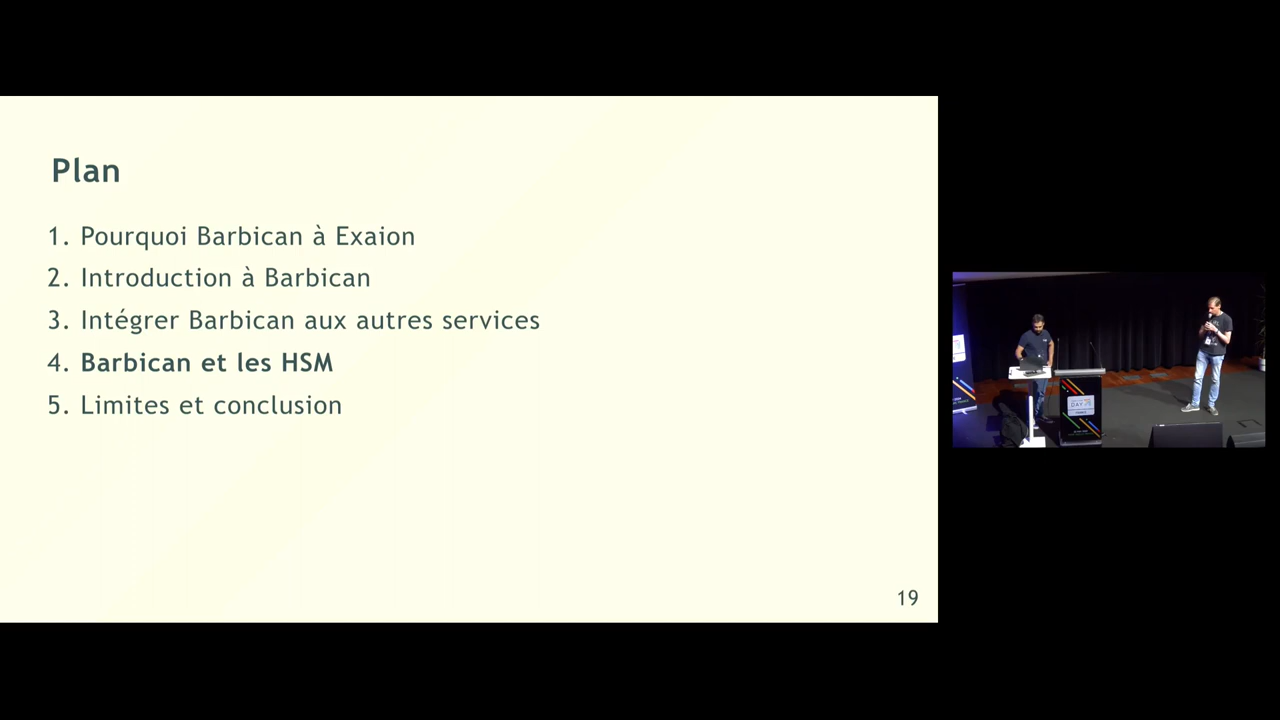 Plan
1. Pourquoi Barbican à Exaion
2. Introduction à Barbican
3. Intégrer Barbican aux autres services
4. Barbican et les HSM
5. Limites et conclusion
19
DAY